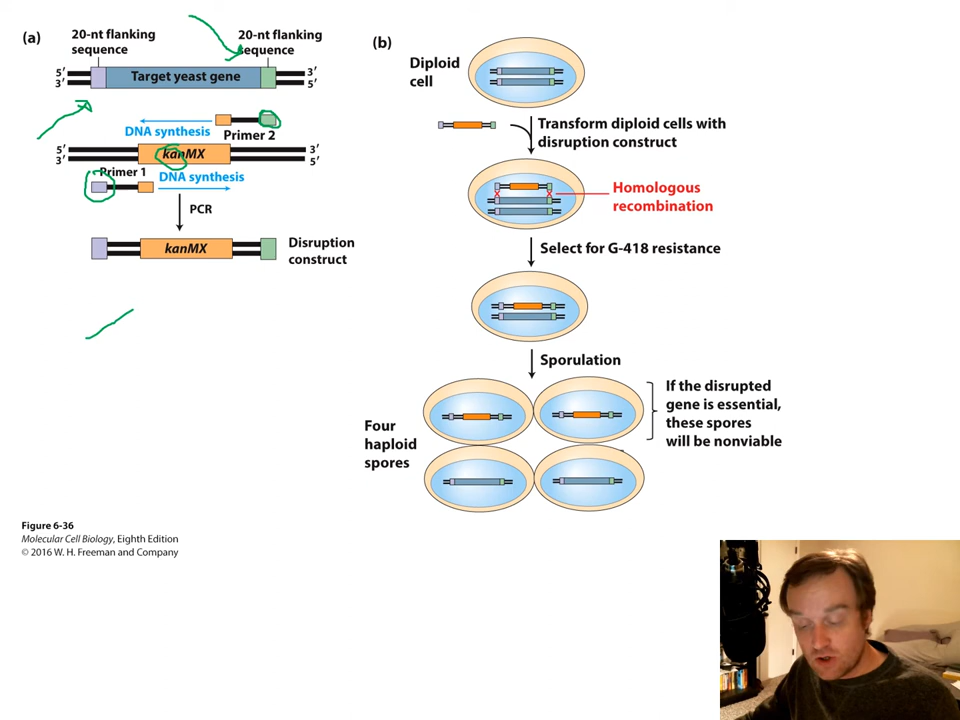 (a)
20-nt flanking
sequence
20-nt flanking
sequence
5′
3′
Target yeast gene
3′
5′
DNA synthesis
Primer 2
5′
3′
kanMX
3′
5′
Primer 1
DNA synthesis
PCR
kanMX
Disruption
construct
(b)
Diploid
cell
Transform diploid cells with
disruption construct
Homologous
recombination
Select for G-418 resistance
Sporulation
Four
haploid
spores
If the disrupted
gene is essential,
these spores
will be nonviable
Figure 6-36
Molecular Cell Biology, Eighth Edition
© 2016 W. H. Freeman and Company